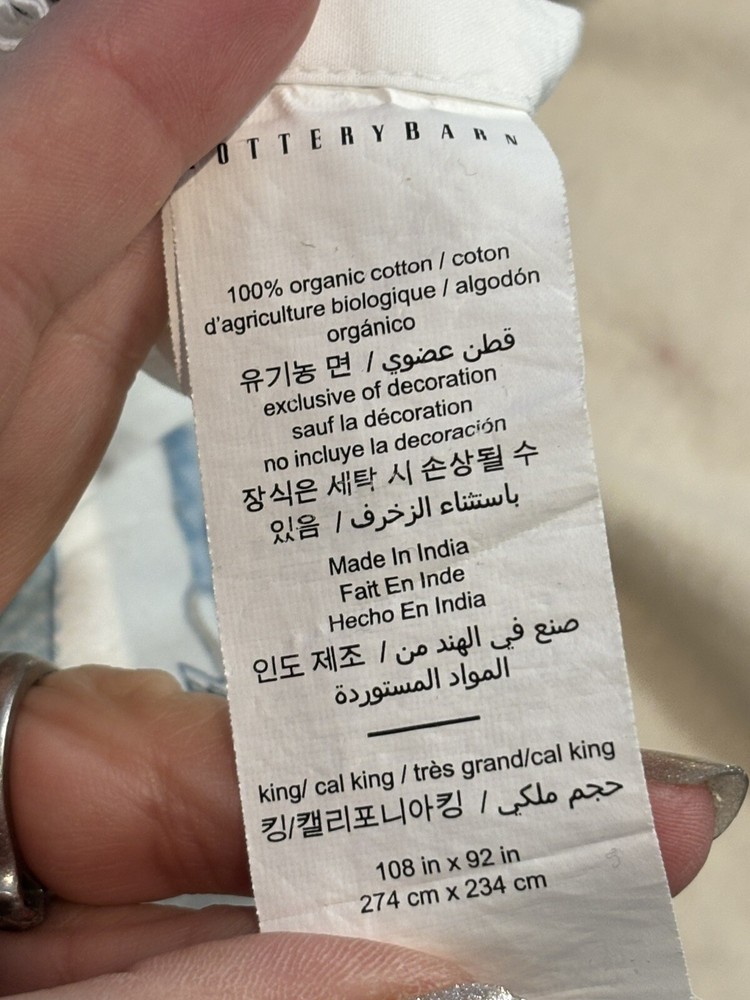 POTTERYBARN
100% organic cotton / coton
d'agriculture biologique / algodón
orgánico
유기농 면 / قطن عضوي
exclusive of decoration
sauf la décoration
no incluye la decoración
장식은 세탁 시 손상될 수
있음 / باستثناء الزخرف
Made In India
Fait En Inde
Hecho En India
인도 제조 / صنع في الهند من
المواد المستوردة
king/ cal king / très grand/cal king
킹/캘리포니아킹 / حجم ملكي
108 in x 92 in
274 cm x 234 cm